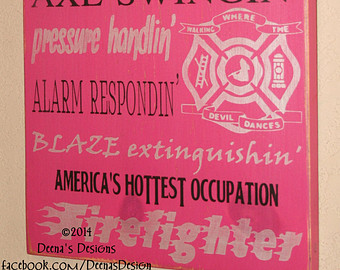 AXE SWINGIN'
pressure handlin'
WALKING WHERE THE
DEVIL DANCES
ALARM RESPONDIN'
BLAZE extinguishin'
AMERICA'S HOTTEST OCCUPATION
Firefighter
©2014
Deena's Designs
facebook.com/DeenasDesign